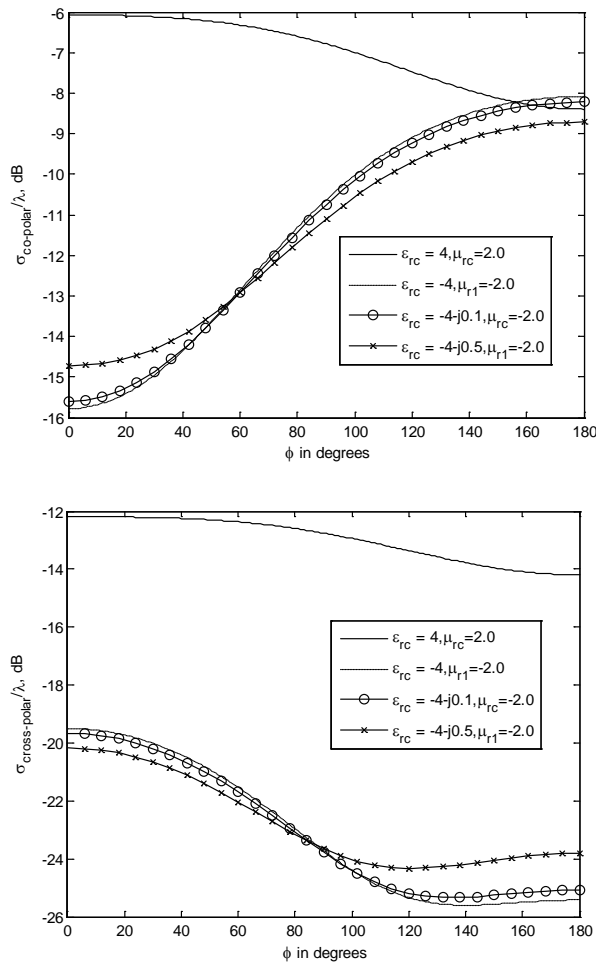 -6
-7
-8
-9
-10
-11
-12
-13
-14
-15
-16
σco-polar/λ, dB
εrc = 4,μrc=2.0
εrc = -4,μr1=-2.0
εrc = -4-j0.1,μrc=-2.0
εrc = -4-j0.5,μr1=-2.0
0 20 40 60 80 100 120 140 160 180
ϕ in degrees
-12
-14
-16
-18
-20
-22
-24
-26
σcross-polar/λ, dB
εrc = 4,μrc=2.0
εrc = -4,μr1=-2.0
εrc = -4-j0.1,μrc=-2.0
εrc = -4-j0.5,μr1=-2.0
0 20 40 60 80 100 120 140 160 180
ϕ in degrees